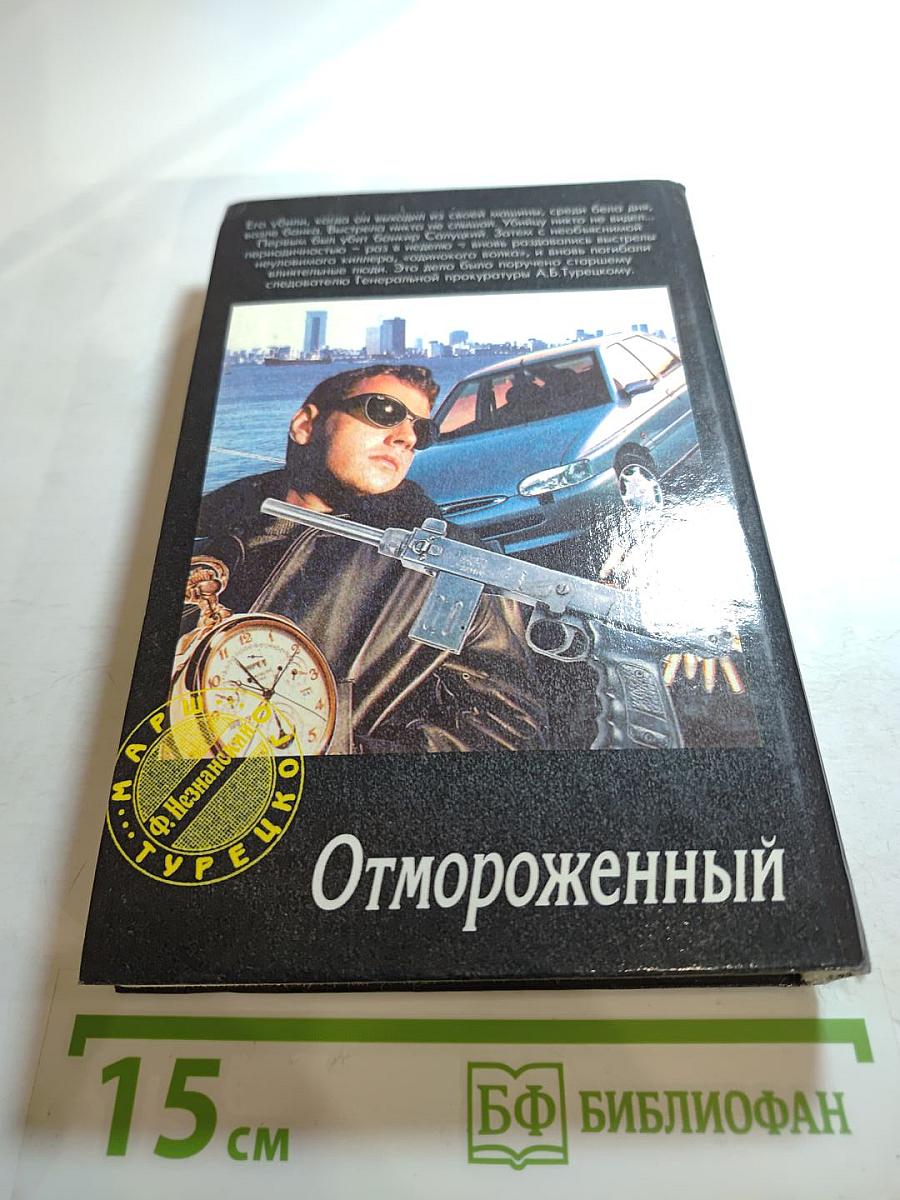 Его убили, когда он выходил из своей машины, среди бела дня,
возле банка. Выстрела никто не слышал. Убийцу никто не видел...
Первым был убит банкир Салуцкий. Затем с необъяснимой
периодичностью – раз в неделю – вновь раздавались выстрелы
неуловимого киллера, «одинокого волка», и вновь погибали
влиятельные люди. Это дело было поручено старшему
следователю Генеральной прокуратуры А.Б.Турецкому.
МАРШ
ТУРЕЦКОГО...
Ф. Незнанский
Отмороженный
15 см
БФ БИБЛИОФАН